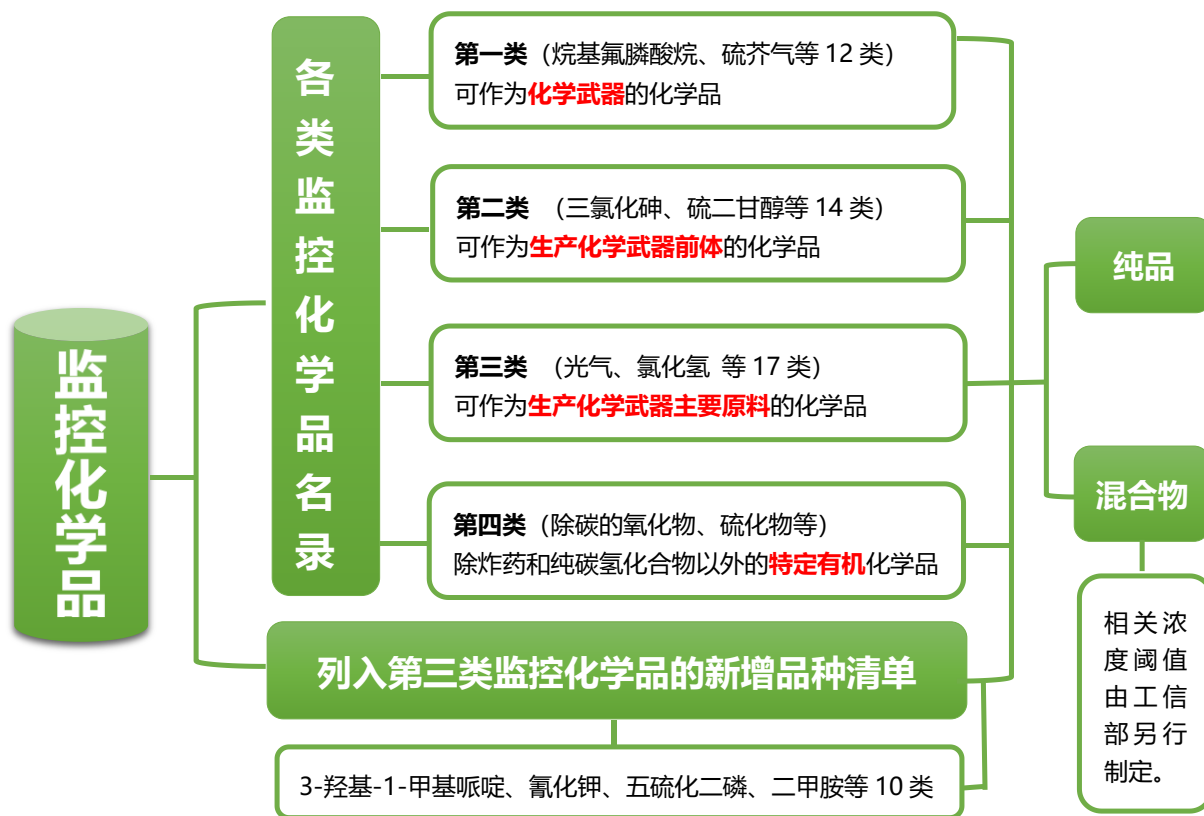 监控化学品
各类监控化学品名录
第一类（烷基氟膦酸烷、硫芥气等 12 类）
可作为化学武器的化学品
第二类 （三氯化砷、硫二甘醇等 14 类）
可作为生产化学武器前体的化学品
第三类 （光气、氯化氢 等 17 类）
可作为生产化学武器主要原料的化学品
第四类（除碳的氧化物、硫化物等）
除炸药和纯碳氢化合物以外的特定有机化学品
列入第三类监控化学品的新增品种清单
3-羟基-1-甲基哌啶、氰化钾、五硫化二磷、二甲胺等 10 类
纯品
混合物
相关浓
度阈值
由工信
部另行
制定。